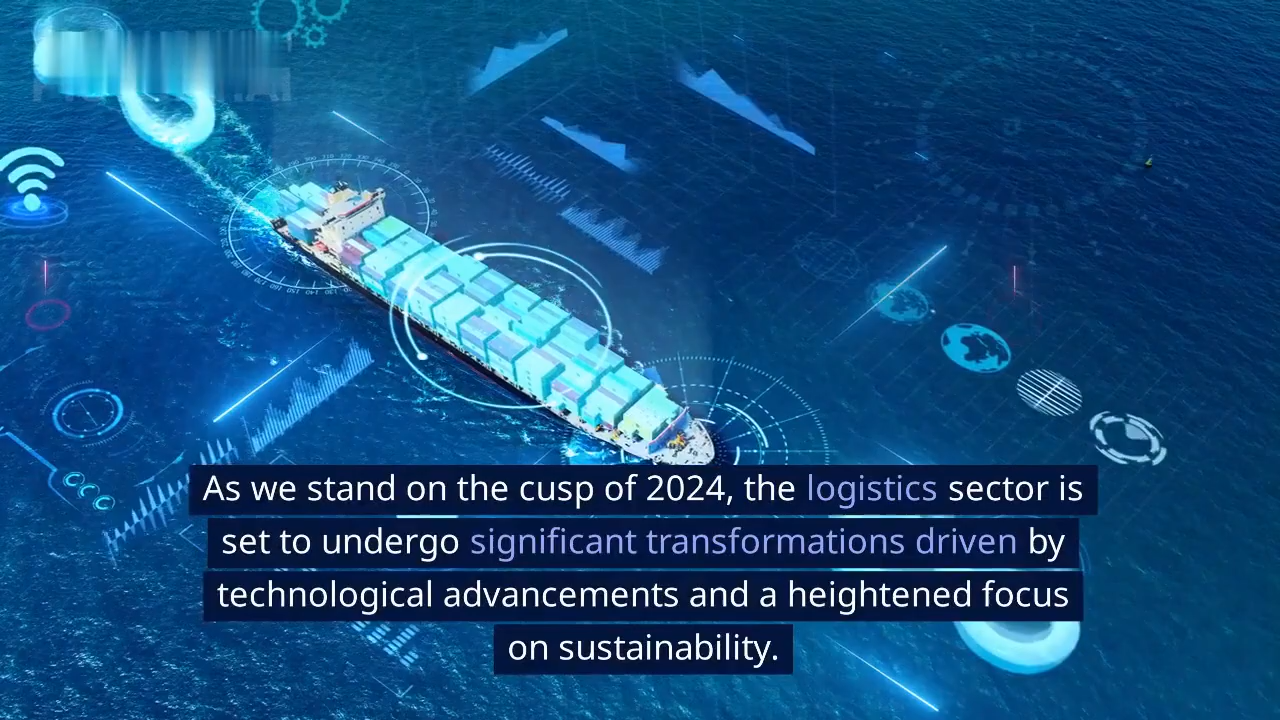 As we stand on the cusp of 2024, the logistics sector is
set to undergo significant transformations driven by
technological advancements and a heightened focus
on sustainability.